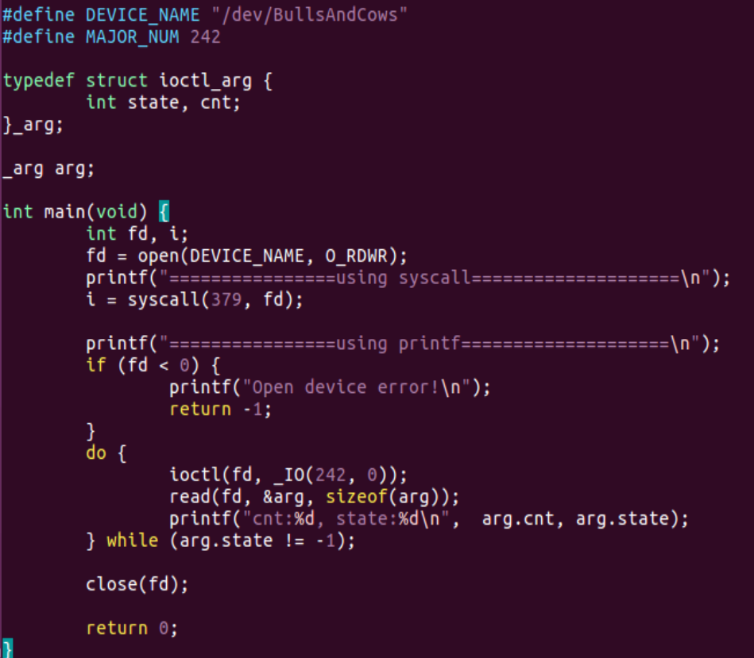 #define DEVICE_NAME "/dev/BullsAndCows"
#define MAJOR_NUM 242

typedef struct ioctl_arg {
        int state, cnt;
}_arg;

_arg arg;

int main(void) {
        int fd, i;
        fd = open(DEVICE_NAME, O_RDWR);
        printf("================using syscall====================\n");
        i = syscall(379, fd);

        printf("================using printf====================\n");
        if (fd < 0) {
                printf("Open device error!\n");
                return -1;
        }
        do {
                ioctl(fd, _IO(242, 0));
                read(fd, &arg, sizeof(arg));
                printf("cnt:%d, state:%d\n",  arg.cnt, arg.state);
        } while (arg.state != -1);

        close(fd);

        return 0;
}